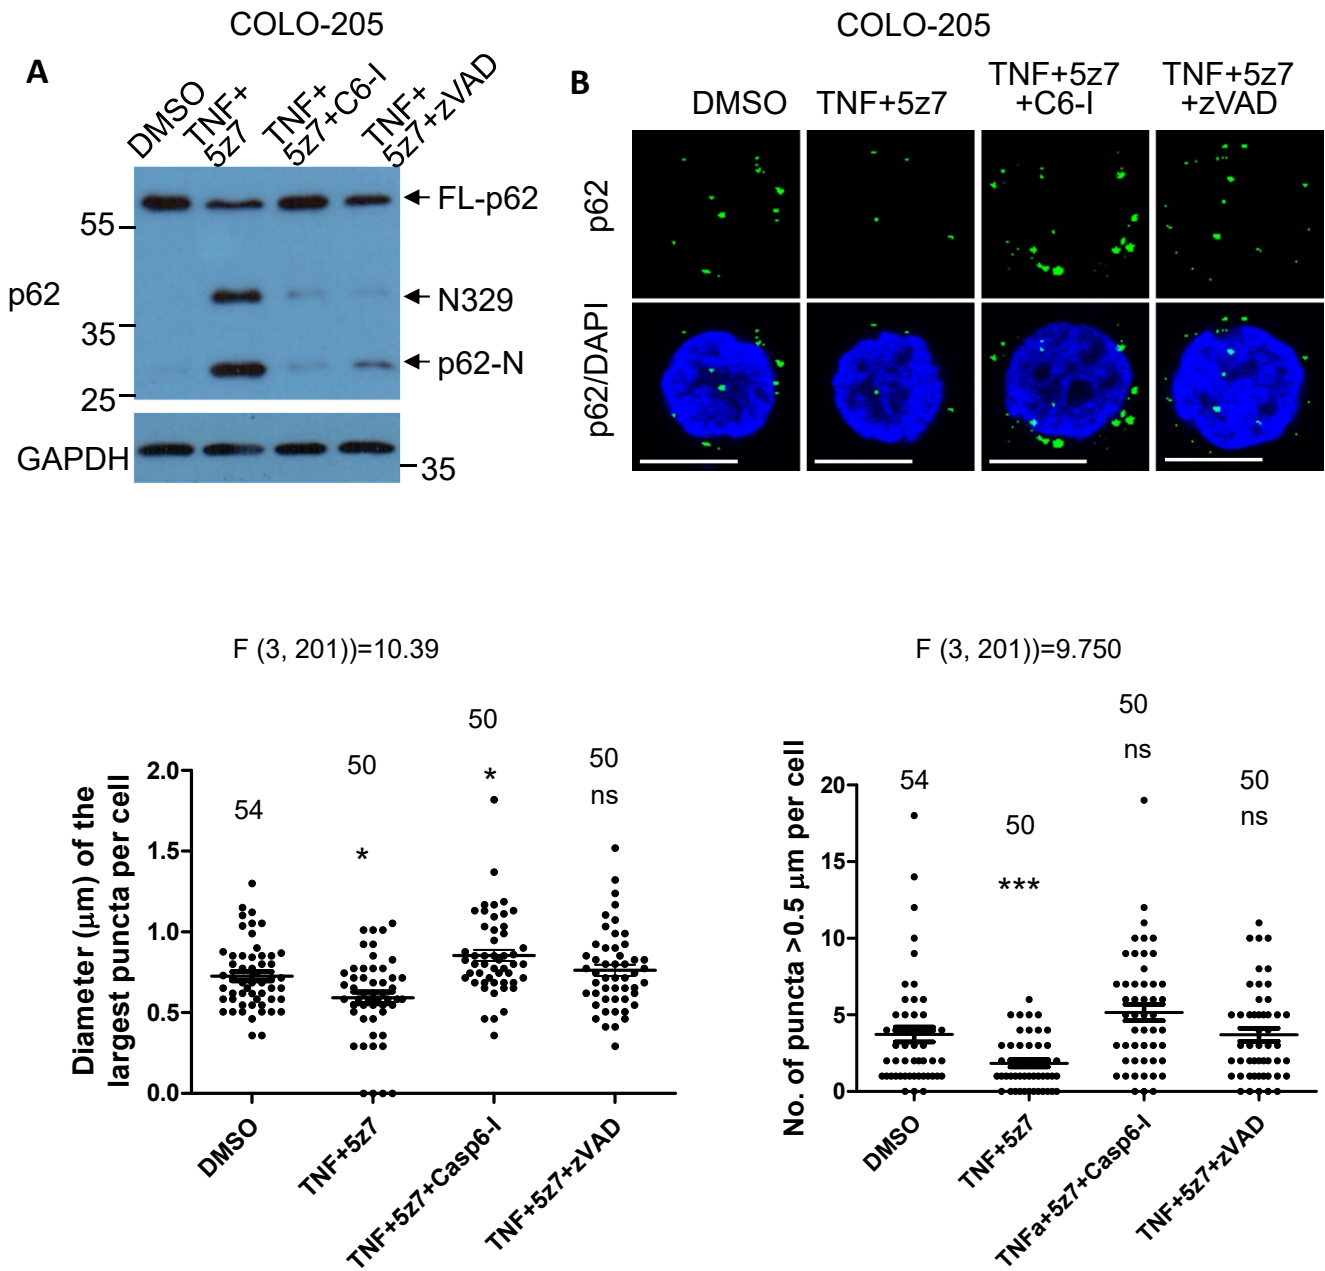 COLO-205
COLO-205
A
B
DMSO
TNF+
5z7
TNF+
5z7+C6-I
TNF+
5z7+zVAD
FL-p62
55
p62
N329
35
p62-N
25
GAPDH
35
DMSO
TNF+5z7
TNF+5z7
+C6-I
TNF+5z7
+zVAD
p62
p62/DAPI
F (3, 201))=10.39
Diameter (μm) of the
largest puncta per cell
2.0
1.5
1.0
0.5
0.0
54
50
*
50
*
50
ns
DMSO
TNF+5z7
TNF+5z7+Casp6-I
TNF+5z7+zVAD
F (3, 201))=9.750
No. of puncta >0.5 μm per cell
20
15
10
5
0
54
50
***
50
ns
50
ns
DMSO
TNF+5z7
TNFa+5z7+Casp6-I
TNF+5z7+zVAD